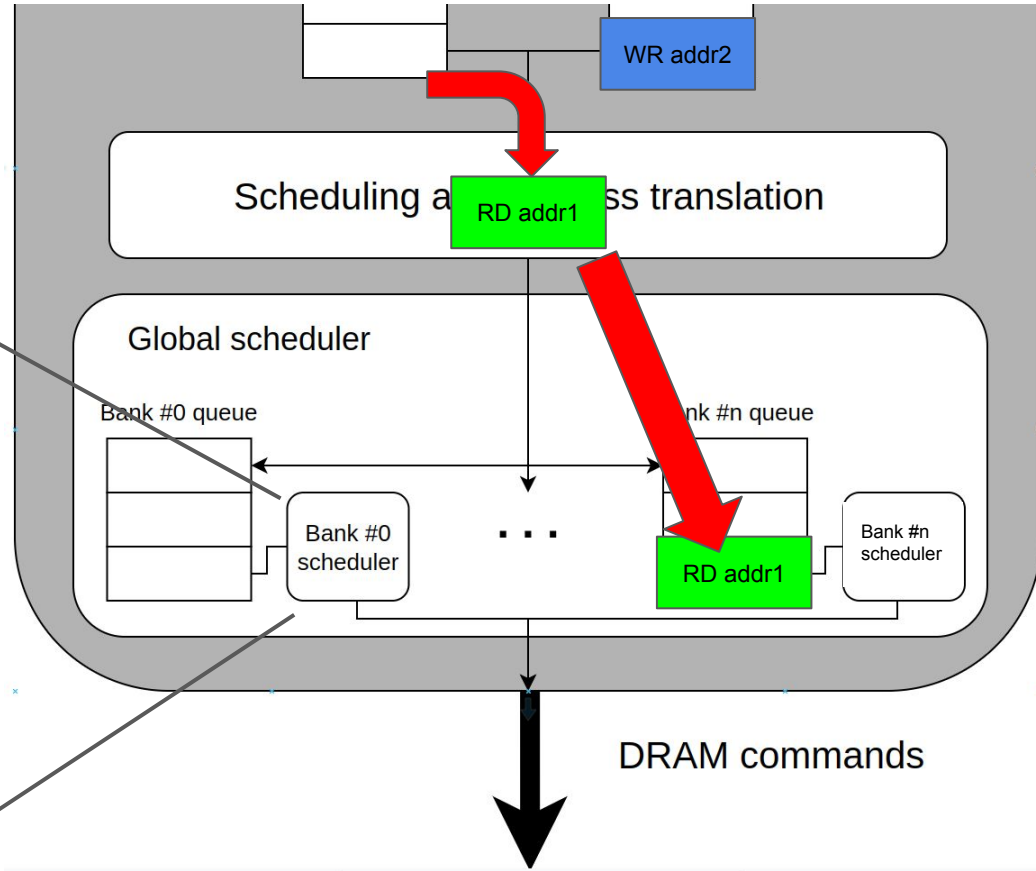 WR addr2
Scheduling a
RD addr1
ss translation
Global scheduler
Bank #0 queue
nk #n queue
Bank #0
scheduler
. . .
Bank #n
scheduler
RD addr1
DRAM commands